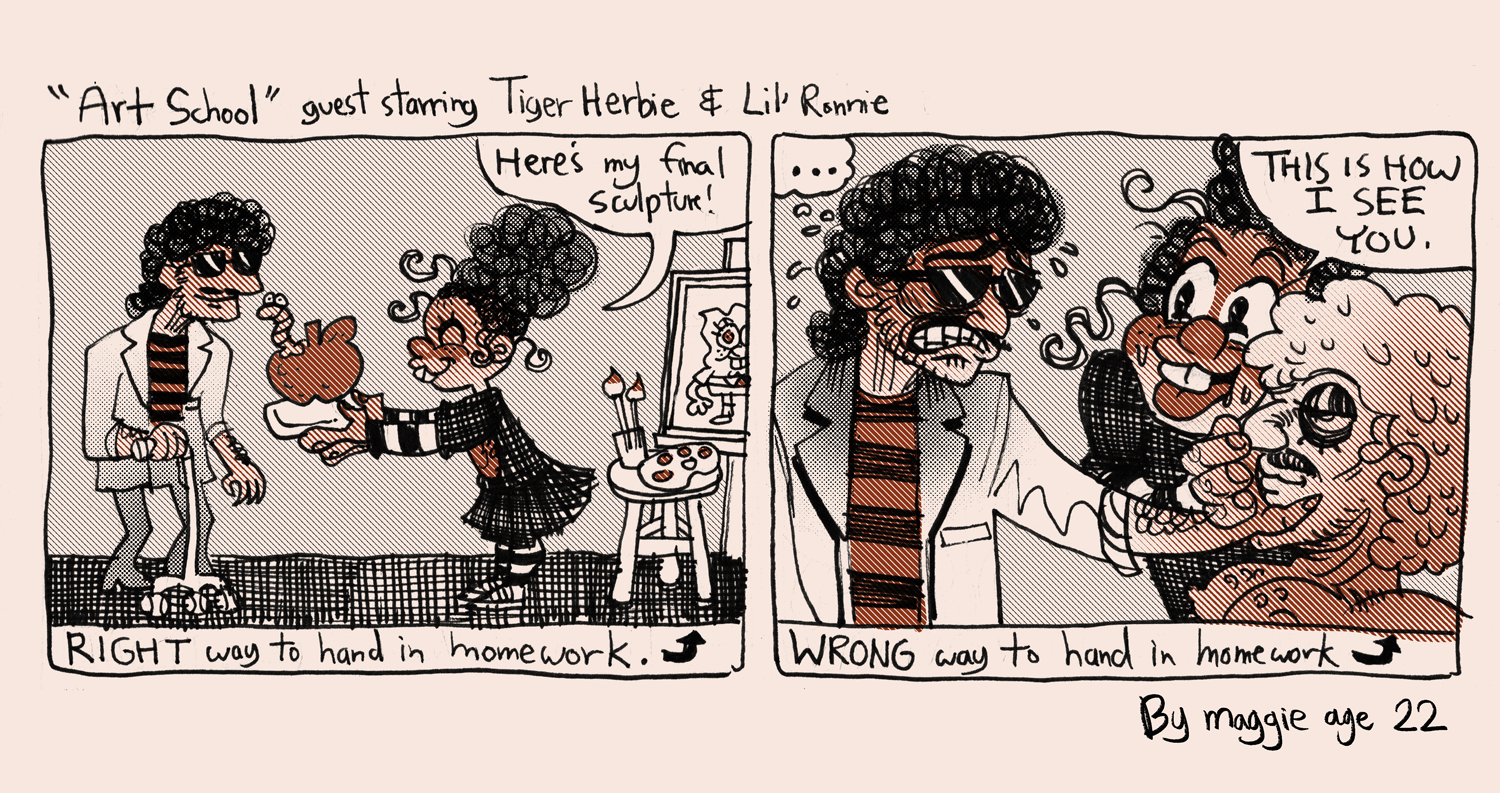 "Art School" guest starring Tiger Herbie & Lil' Ronnie
Here's my final
sculpture!
RIGHT way to hand in homework.
...
THIS IS HOW
I SEE
YOU.
WRONG way to hand in homework
By maggie age 22